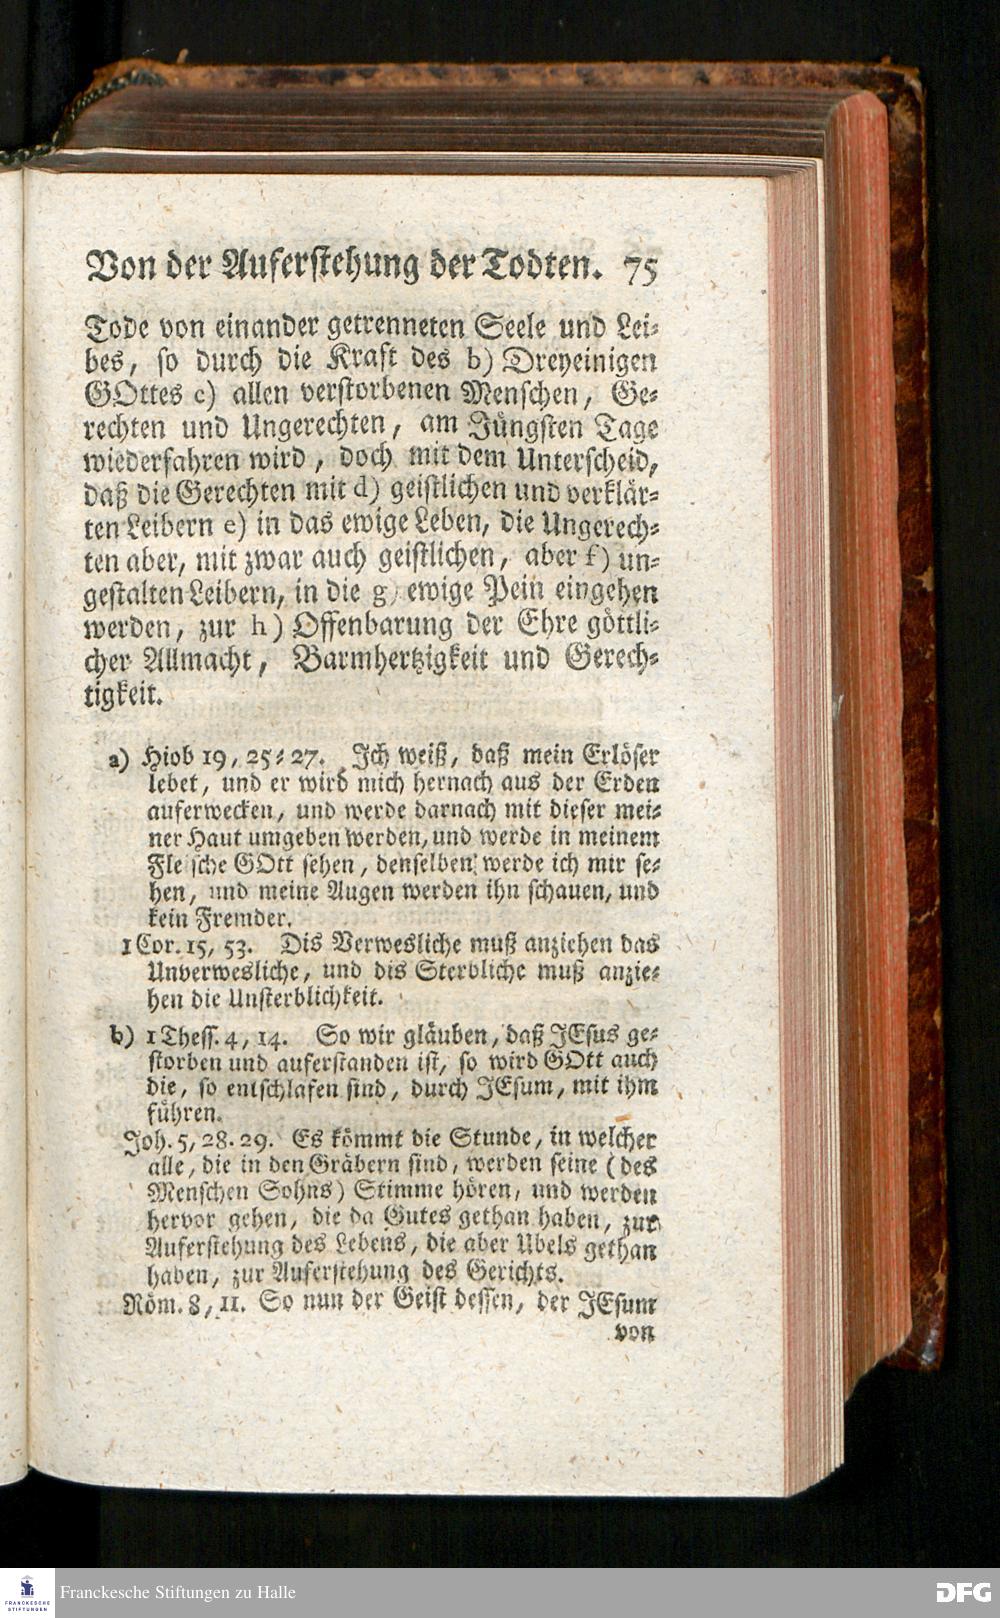 Von der Auferstehung der Todten. 75
Tode von einander getrenneten Seele und Lei⸗
bes, so durch die Kraft des b) Dreyeinigen
GOttes c) allen verstorbenen Menschen, Ge⸗
rechten und Ungerechten, am Jüngsten Tage
wiederfahren wird, doch mit dem Unterscheid,
daß die Gerechten mit d) geistlichen und verklär⸗
ten Leibern e) in das ewige Leben, die Ungerech⸗
ten aber, mit zwar auch geistlichen, aber f) un⸗
gestalten Leibern, in die g) ewige Pein eingehen
werden, zur h) Offenbarung der Ehre göttli⸗
cher Allmacht, Barmhertzigkeit und Gerech⸗
tigkeit.
a) Hiob 19, 25⸗27. Ich weiß, daß mein Erlöser
lebet, und er wird mich hernach aus der Erden
auferwecken, und werde darnach mit dieser mei⸗
ner Haut umgeben werden, und werde in meinem
Fleische GOtt sehen, denselben werde ich mir se⸗
hen, und meine Augen werden ihn schauen, und
kein Fremder.
1 Cor. 15, 53. Dis Verwesliche muß anziehen das
Unverwesliche, und dis Sterbliche muß anzie⸗
hen die Unsterblichkeit.
b) 1 Thess. 4, 14. So wir gläuben, daß JEsus ge⸗
storben und auferstanden ist, so wird GOtt auch
die, so entschlafen sind, durch JEsum, mit ihm
führen.
Joh. 5, 28. 29. Es kömmt die Stunde, in welcher
alle, die in den Gräbern sind, werden seine (des
Menschen Sohns) Stimme hören, und werden
hervor gehen, die da Gutes gethan haben, zur
Auferstehung des Lebens, die aber Ubels gethan
haben, zur Auferstehung des Gerichts.
Röm. 8, 11. So nun der Geist dessen, der JEsum
von
FRANCKESCHE
STIFTUNGEN
Franckesche Stiftungen zu Halle
DFG